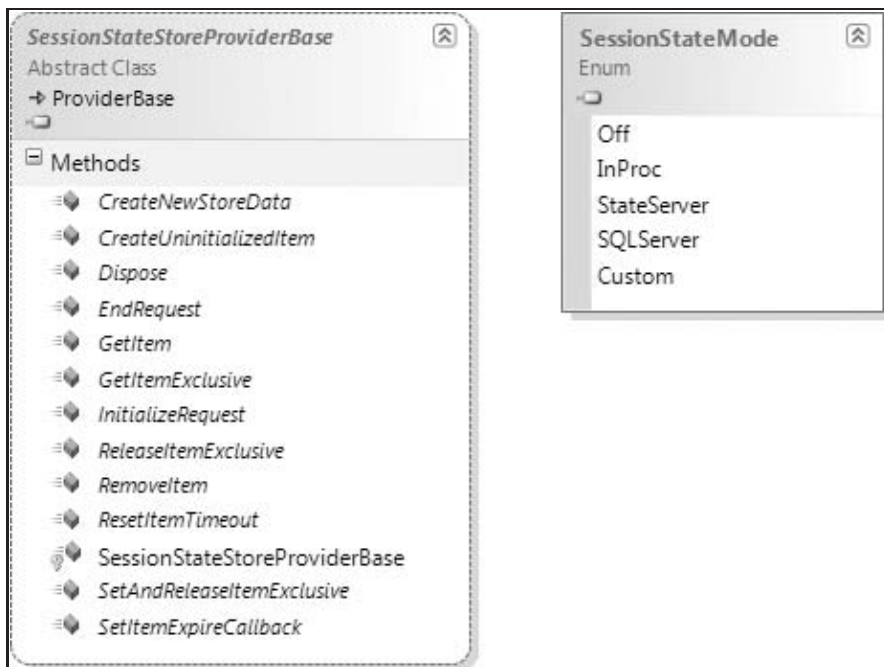 SessionStateStoreProviderBase
Abstract Class
ProviderBase
Methods
CreateNewStoreData
CreateUninitializedItem
Dispose
EndRequest
GetItem
GetItemExclusive
InitializeRequest
ReleaseItemExclusive
RemoveItem
ResetItemTimeout
SessionStateStoreProviderBase
SetAndReleaseItemExclusive
SetItemExpireCallback
SessionStateMode
Enum
Off
InProc
StateServer
SQLServer
Custom